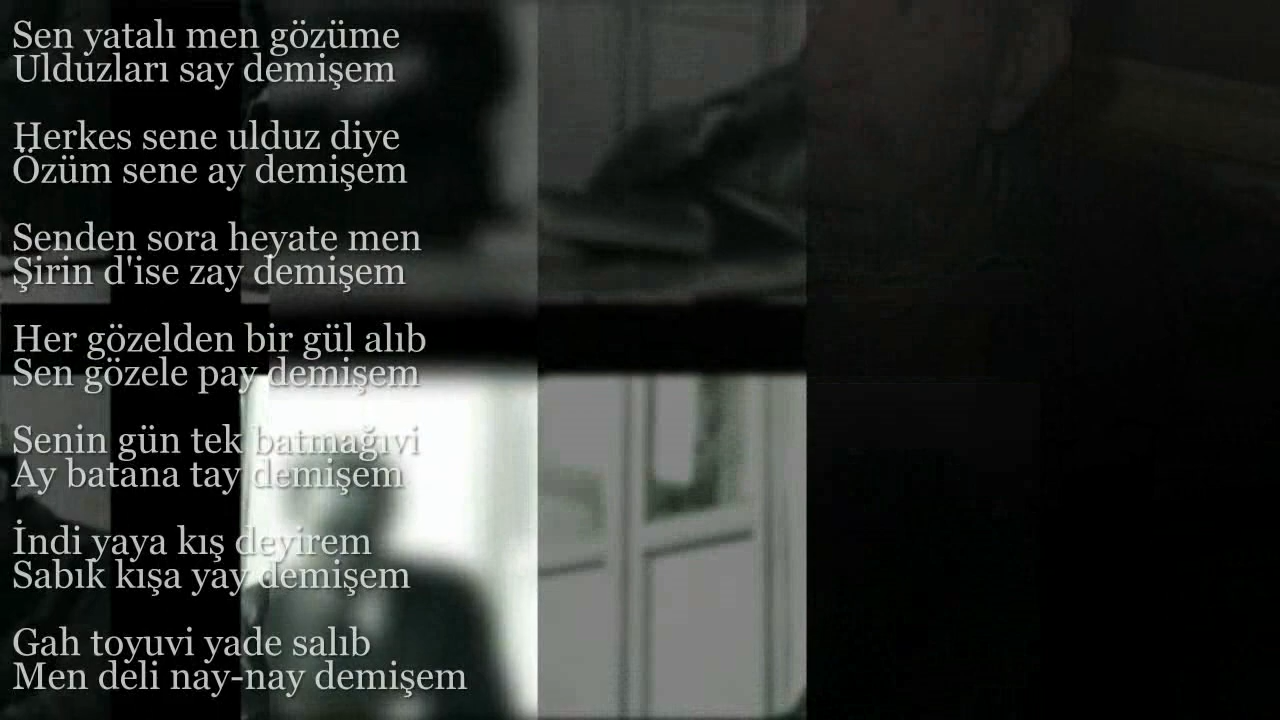 Sen yatalı men gözüme
Ulduzları say demişem
Herkes sene ulduz diye
Özüm sene ay demişem
Senden sora heyate men
Şirin d'ise zay demişem
Her gözelden bir gül alıb
Sen gözele pay demişem
Senin gün tek batmağıvi
Ay batana tay demişem
İndi yaya kış deyirem
Sabık kışa yay demişem
Gah toyuvi yade salıb
Men deli nay-nay demişem